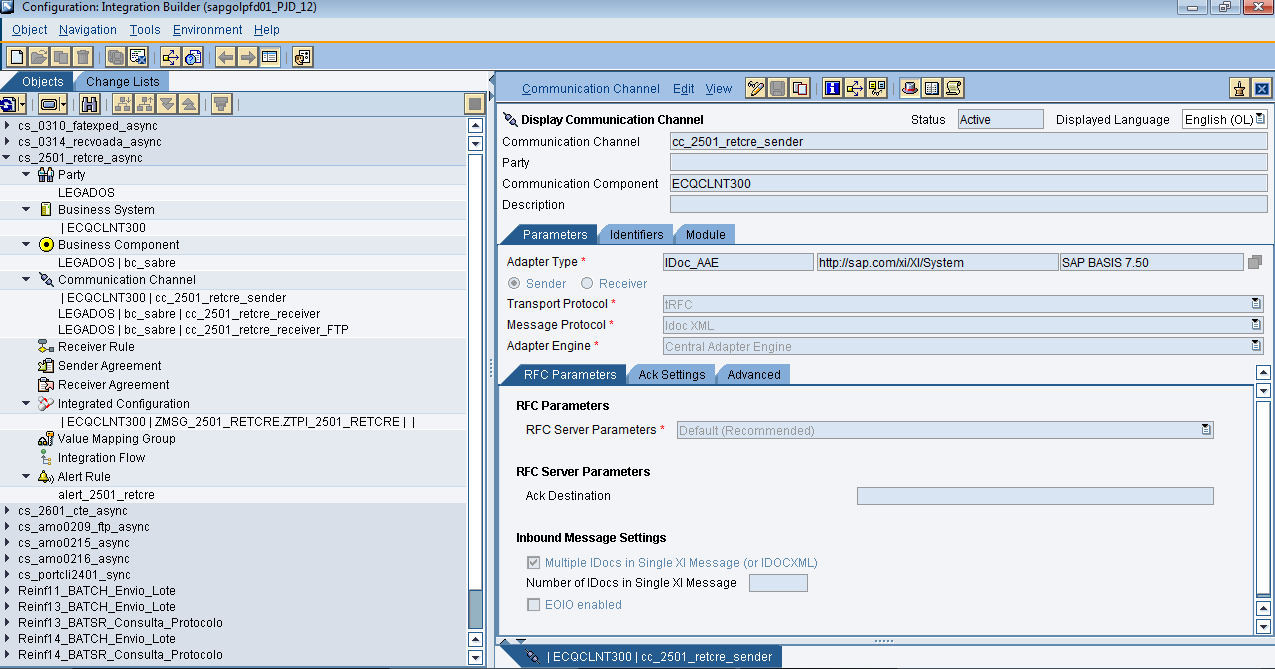 Configuration: Integration Builder (sapgolpfd01_PJD_12)
Object Navigation Tools Environment Help
Objects Change Lists
cs_0310_fatexped_async
cs_0314_recvoada_async
cs_2501_retcre_async
Party
LEGADOS
Business System
| ECQCLNT300
Business Component
LEGADOS | bc_sabre
Communication Channel
| ECQCLNT300 | cc_2501_retcre_sender
LEGADOS | bc_sabre | cc_2501_retcre_receiver
LEGADOS | bc_sabre | cc_2501_retcre_receiver_FTP
Receiver Rule
Sender Agreement
Receiver Agreement
Integrated Configuration
| ECQCLNT300 | ZMSG_2501_RETCRE.ZTPI_2501_RETCRE | |
Value Mapping Group
Integration Flow
Alert Rule
alert_2501_retcre
cs_2601_cte_async
cs_amo0209_ftp_async
cs_amo0215_async
cs_amo0216_async
cs_portcli2401_sync
Reinf11_BATCH_Envio_Lote
Reinf13_BATCH_Envio_Lote
Reinf13_BATSR_Consulta_Protocolo
Reinf14_BATCH_Envio_Lote
Reinf14_BATSR_Consulta_Protocolo
Communication Channel Edit View
Display Communication Channel Status Active Displayed Language English (OL)
Communication Channel cc_2501_retcre_sender
Party
Communication Component ECQCLNT300
Description
Parameters Identifiers Module
Adapter Type * IDoc_AAE http://sap.com/xi/XI/System SAP BASIS 7.50
Sender Receiver
Transport Protocol * tRFC
Message Protocol * Idoc XML
Adapter Engine * Central Adapter Engine
RFC Parameters Ack Settings Advanced
RFC Parameters
RFC Server Parameters * Default (Recommended)
RFC Server Parameters
Ack Destination
Inbound Message Settings
Multiple IDocs in Single XI Message (or IDOCXML)
Number of IDocs in Single XI Message
EOIO enabled
| ECQCLNT300 | cc_2501_retcre_sender